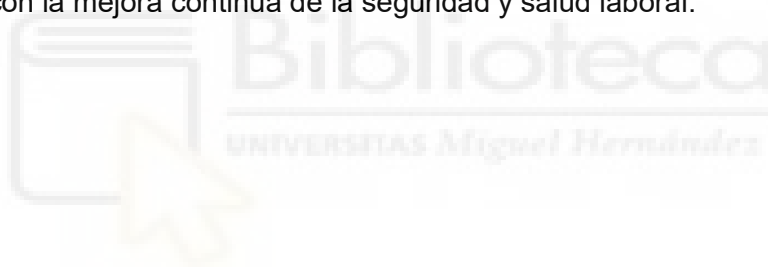 con la mejora continua de la seguridad y salud laboral.
Biblioteca
UNIVERSITAS Miguel Hernández